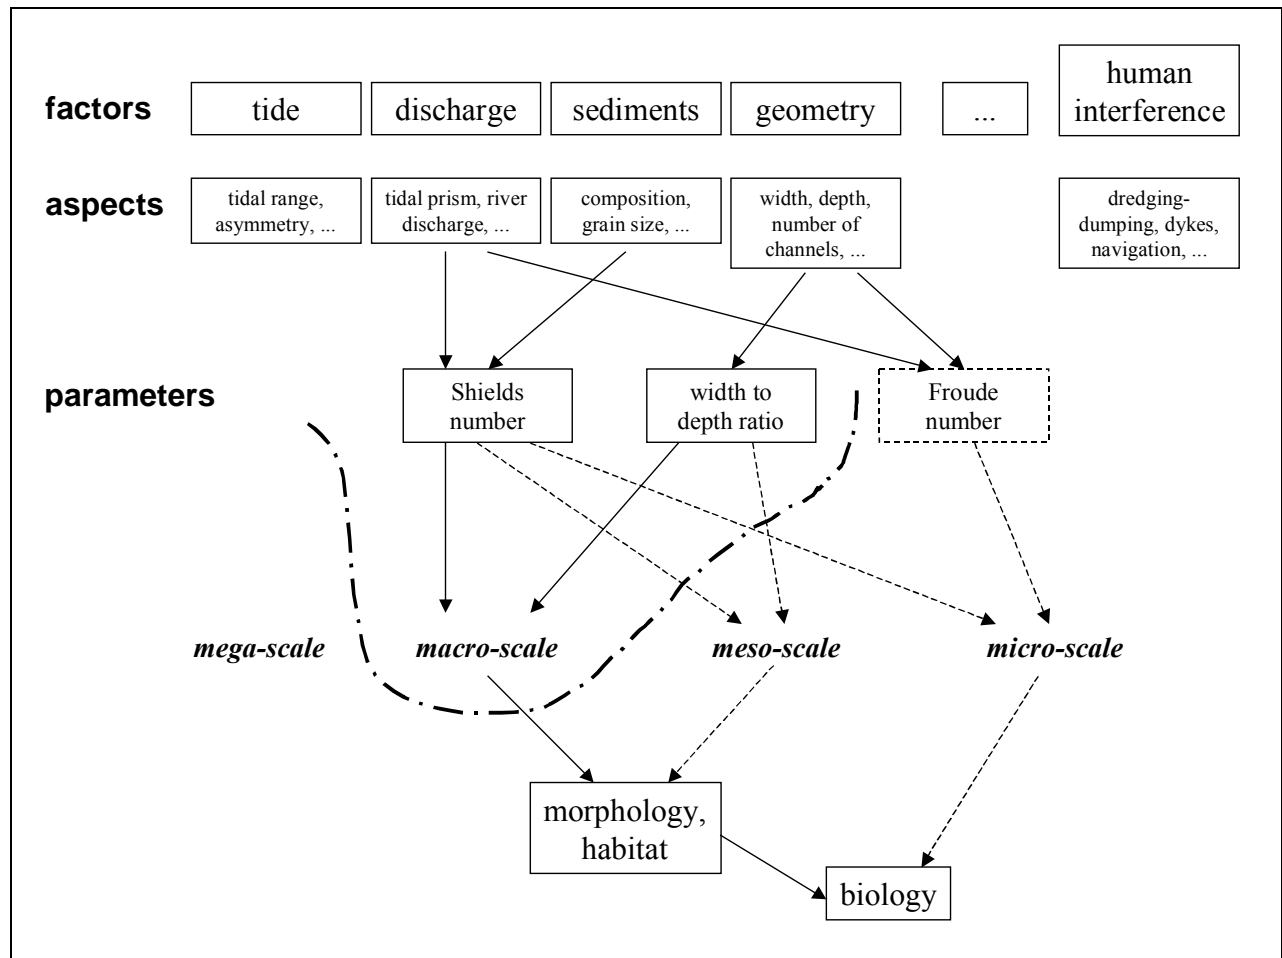 factors
tide
discharge
sediments
geometry
...
human
interference
aspects
tidal range,
asymmetry, ...
tidal prism, river
discharge, ...
composition,
grain size, ...
width, depth,
number of
channels, ...
dredging-
dumping, dykes,
navigation, ...
parameters
Shields
number
width to
depth ratio
Froude
number
mega-scale
macro-scale
meso-scale
micro-scale
morphology,
habitat
biology